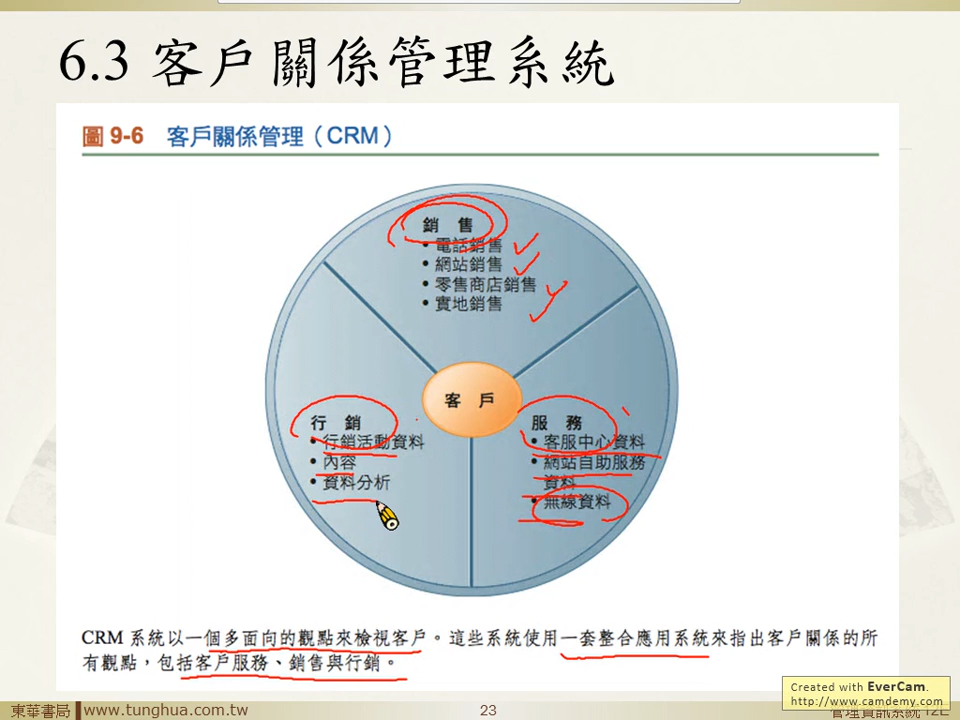 6.3 客戶關係管理系統
圖 9-6 客戶關係管理（CRM）
銷 售
• 電話銷售
• 網站銷售
• 零售商店銷售
• 實地銷售
客 戶
行 銷
• 行銷活動資料
• 內容
• 資料分析
服 務
• 客服中心資料
• 網站自助服務
資料
• 無線資料
CRM 系統以一個多面向的觀點來檢視客戶。這些系統使用一套整合應用系統來指出客戶關係的所
有觀點，包括客戶服務、銷售與行銷。
Created with EverCam.
http://www.camdemy.com
東華書局 www.tunghua.com.tw
23
管理資訊系統 12E